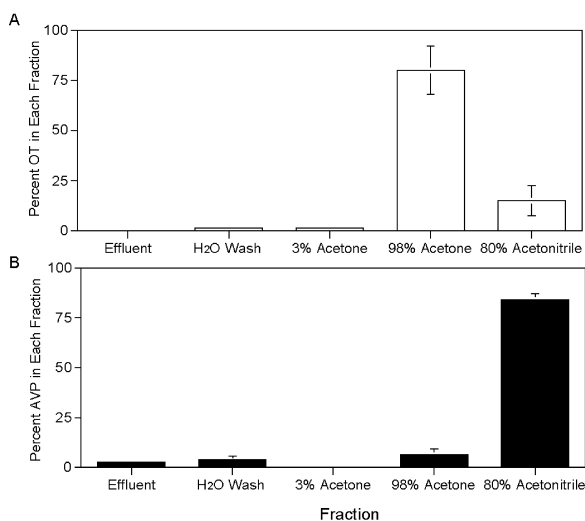 A
Percent OT in Each Fraction
100
75
50
25
0
Effluent H2O Wash 3% Acetone 98% Acetone 80% Acetonitrile
B
Percent AVP in Each Fraction
100
75
50
25
0
Effluent H2O Wash 3% Acetone 98% Acetone 80% Acetonitrile
Fraction